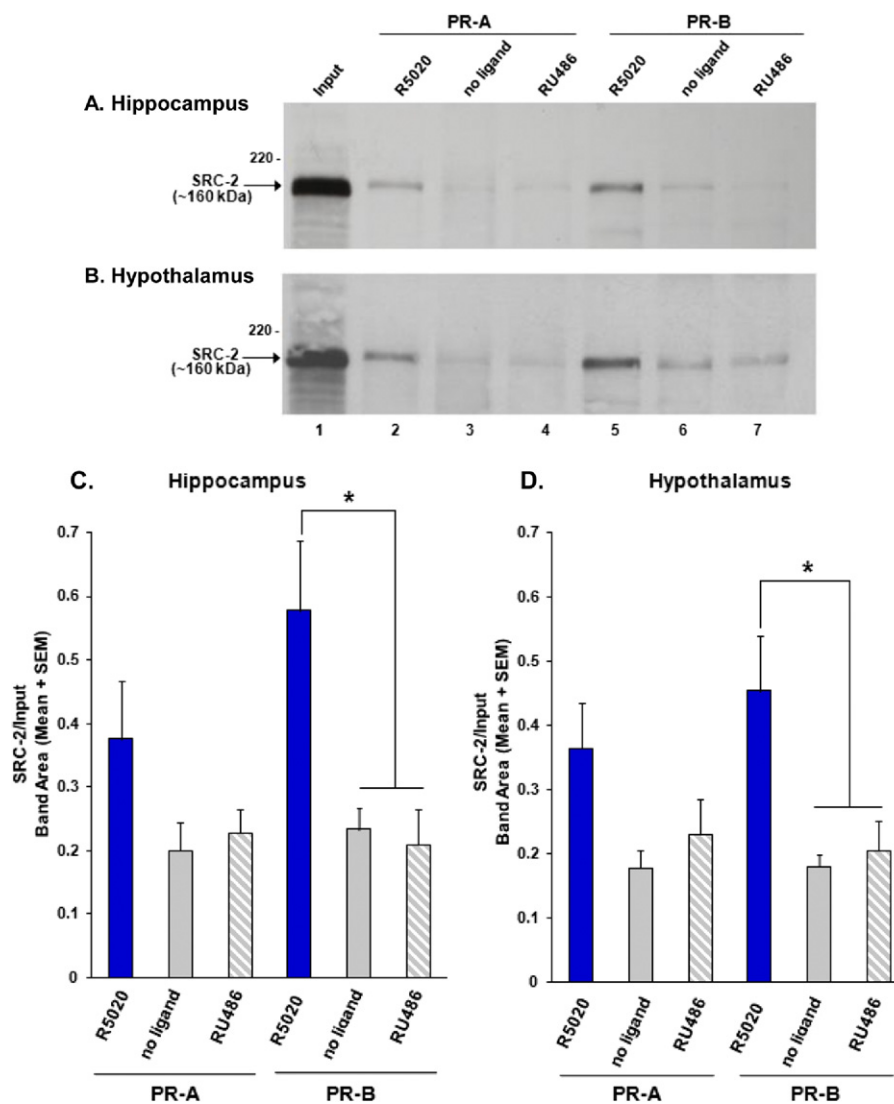 PR-A PR-B
Input R5020 no ligand RU486 R5020 no ligand RU486
A. Hippocampus
220 -
SRC-2
(~160 kDa)
B. Hypothalamus
220 -
SRC-2
(~160 kDa)
1 2 3 4 5 6 7
C. Hippocampus
*
0.7
0.6
0.5
0.4
0.3
0.2
0.1
0
SRC-2/Input
Band Area (Mean + SEM)
R5020 no ligand RU486 R5020 no ligand RU486
PR-A PR-B
D. Hypothalamus
*
0.7
0.6
0.5
0.4
0.3
0.2
0.1
0
SRC-2/Input
Band Area (Mean + SEM)
R5020 no ligand RU486 R5020 no ligand RU486
PR-A PR-B